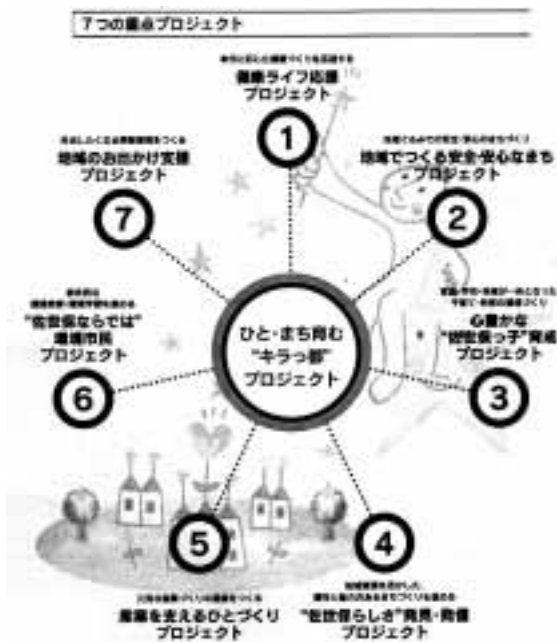 7つの重点プロジェクト
健康ライフ応援
プロジェクト
1
地域でつくる安全・安心なまち
プロジェクト
2
心豊かな
"佐世保っ子"育成
プロジェクト
3
"佐世保らしさ"発見・発信
プロジェクト
4
産業を支えるひとづくり
プロジェクト
5
"佐世保ならでは"
環境市民
プロジェクト
6
地域のお出かけ支援
プロジェクト
7
ひと・まち育む
"キラっ都"
プロジェクト